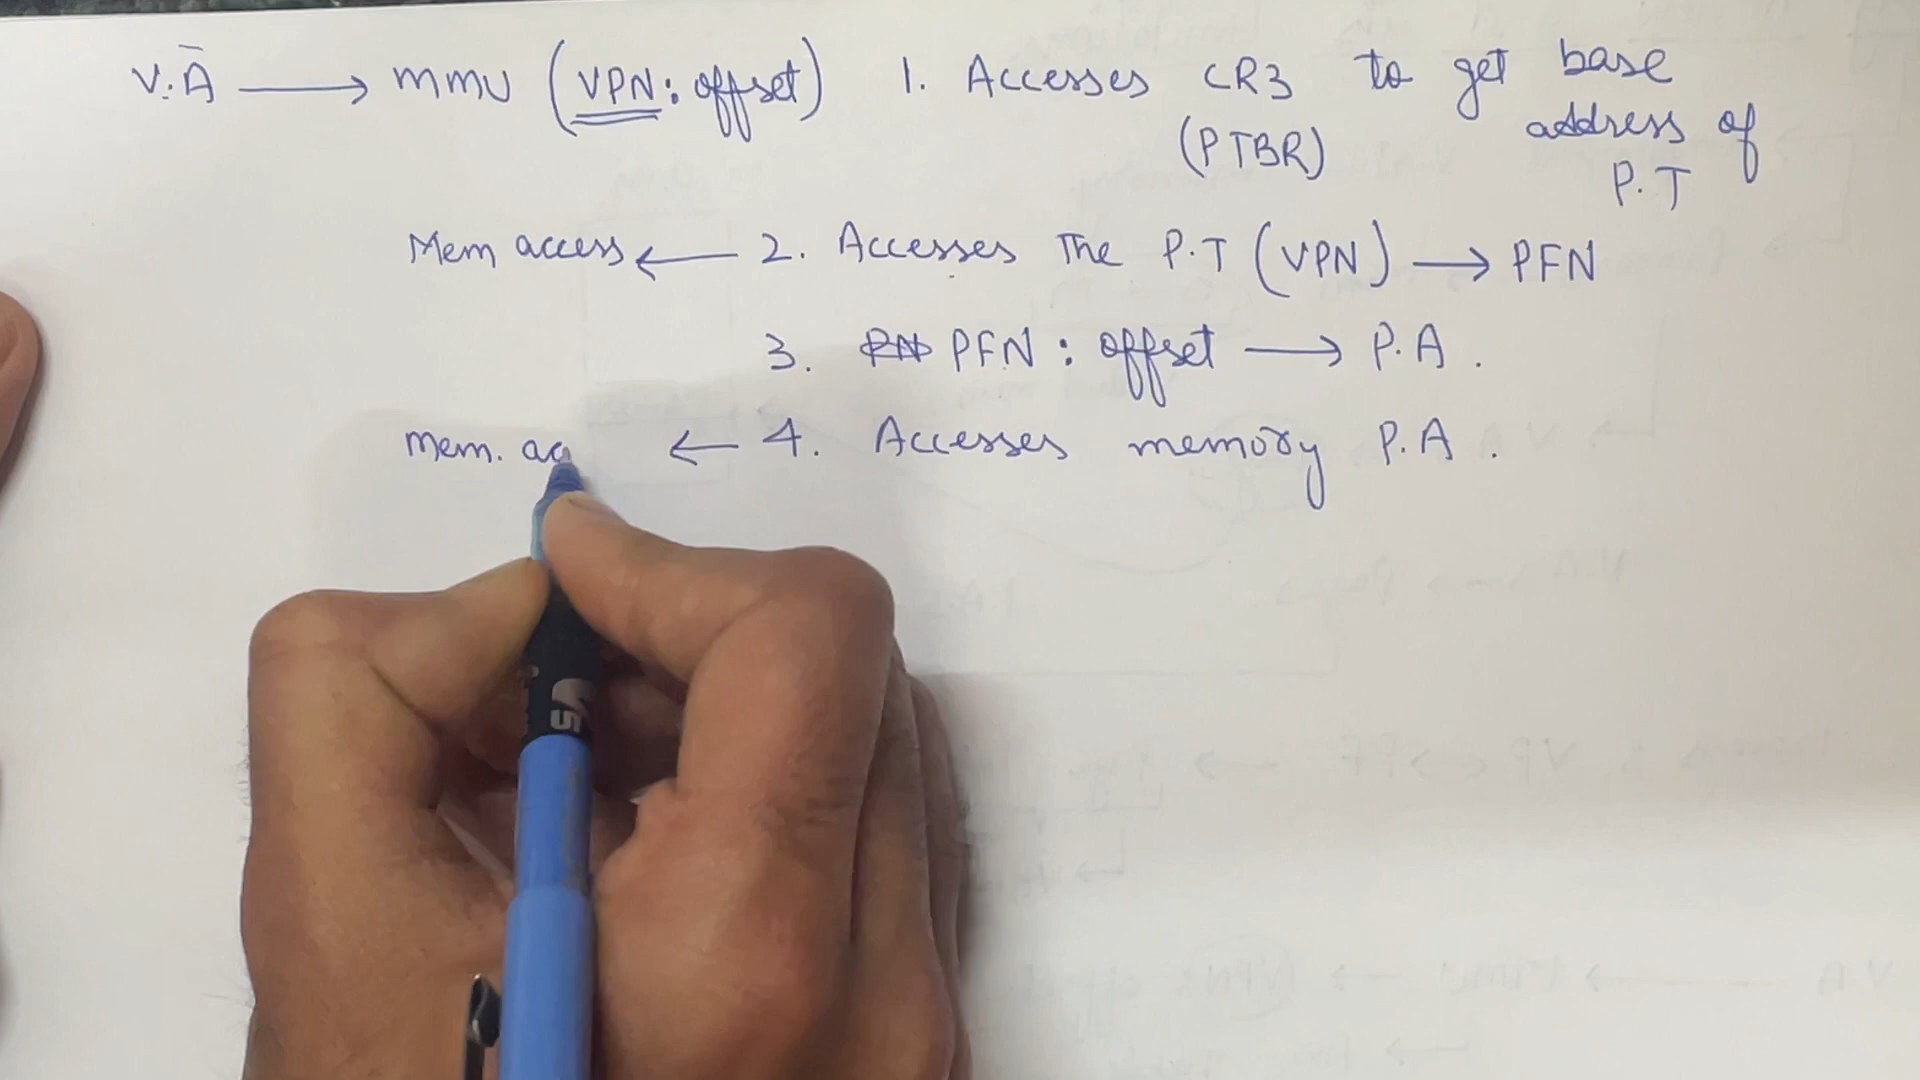 V.A → MMU (VPN: offset) 1. Accesses CR3 to get base
(PTBR) address of
P.T
Mem access ← 2. Accesses The P.T (VPN) → PFN
3. PFN : offset → P.A .
Mem. ac ← 4. Accesses memory P.A .
V5